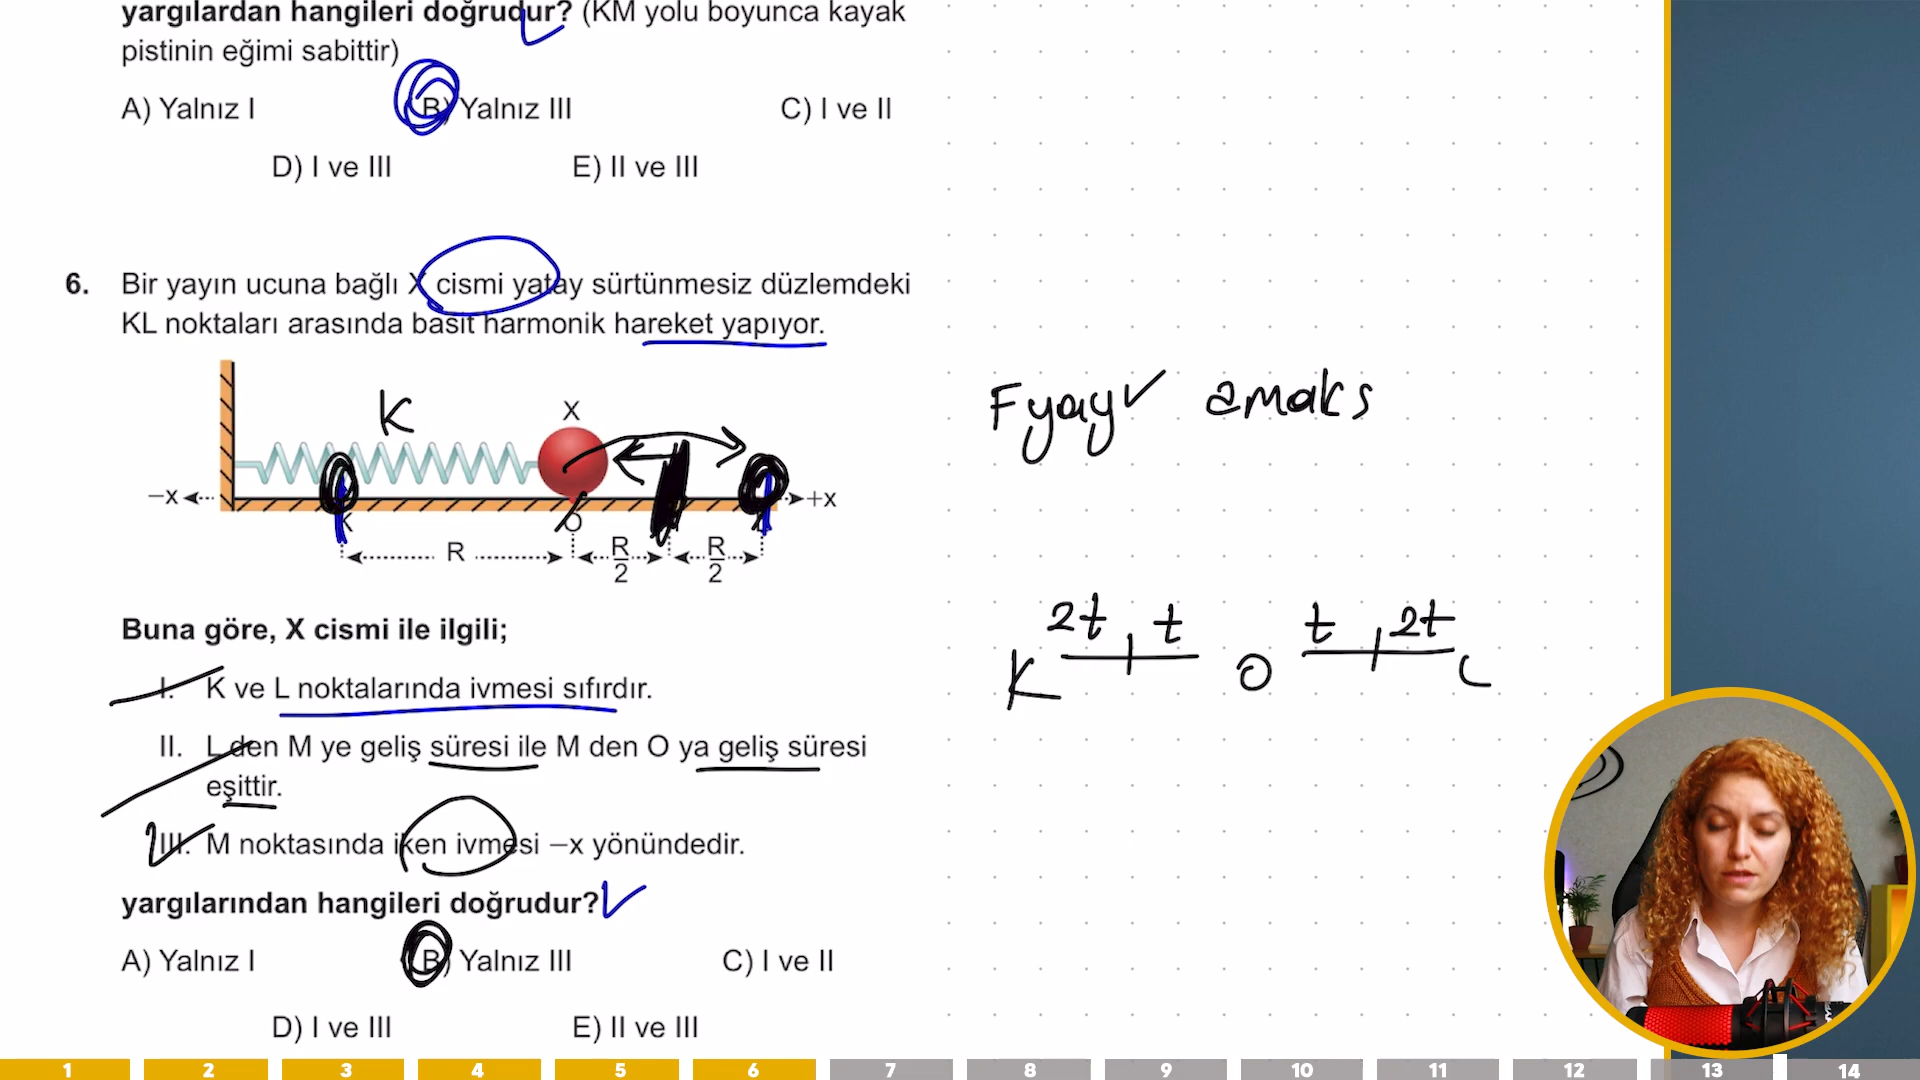 yargılardan hangileri doğrudur? (KM yolu boyunca kayak
pistinin eğimi sabittir)
A) Yalnız I
B) Yalnız III
C) I ve II
D) I ve III
E) II ve III
6. Bir yayın ucuna bağlı X cismi yatay sürtünmesiz düzlemdeki
KL noktaları arasında basit harmonik hareket yapıyor.
K
X
Fyay amaks
–x
+x
K
O
R
R/2
R/2
2t t t 2t
K O L
Buna göre, X cismi ile ilgili;
I. K ve L noktalarında ivmesi sıfırdır.
II. L den M ye geliş süresi ile M den O ya geliş süresi
eşittir.
III. M noktasında iken ivmesi –x yönündedir.
yargılarından hangileri doğrudur?
A) Yalnız I
B) Yalnız III
C) I ve II
D) I ve III
E) II ve III
1 2 3 4 5 6 7 8 9 10 11 12 13 14